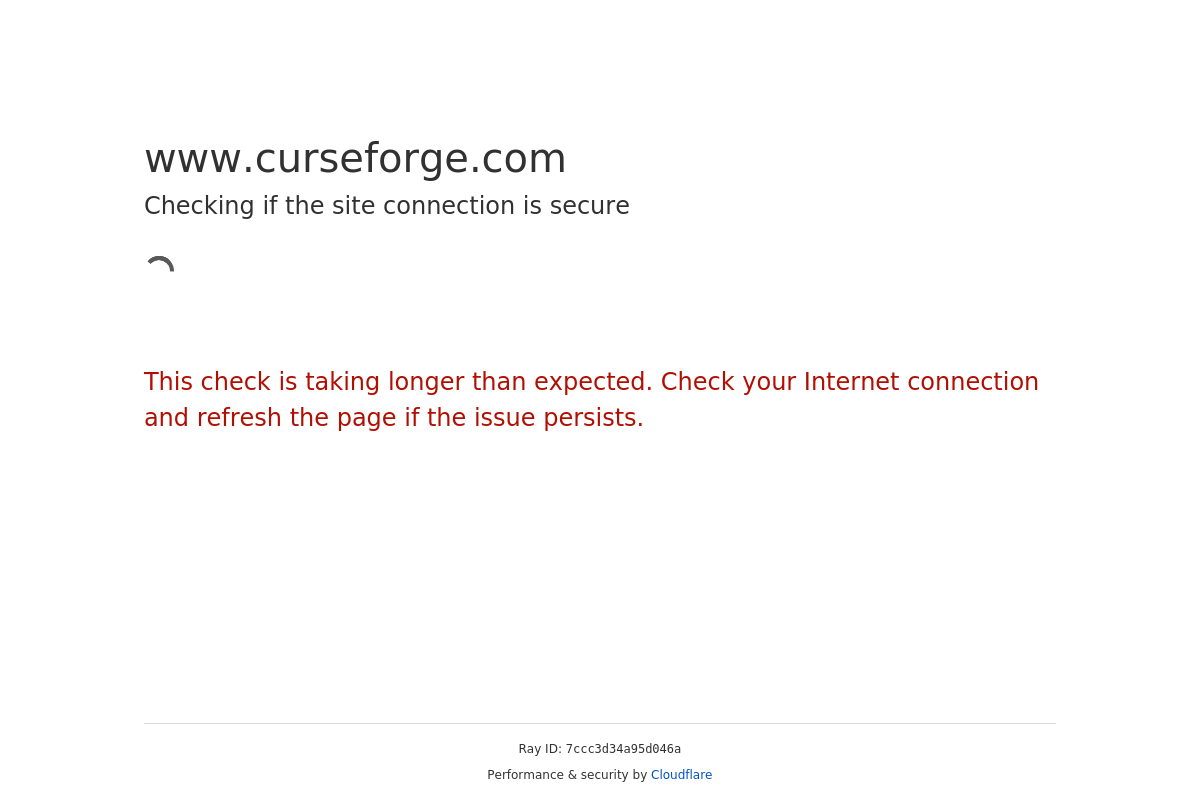 www.curseforge.com
Checking if the site connection is secure
This check is taking longer than expected. Check your Internet connection
and refresh the page if the issue persists.
Ray ID: 7ccc3d34a95d046a
Performance & security by Cloudflare